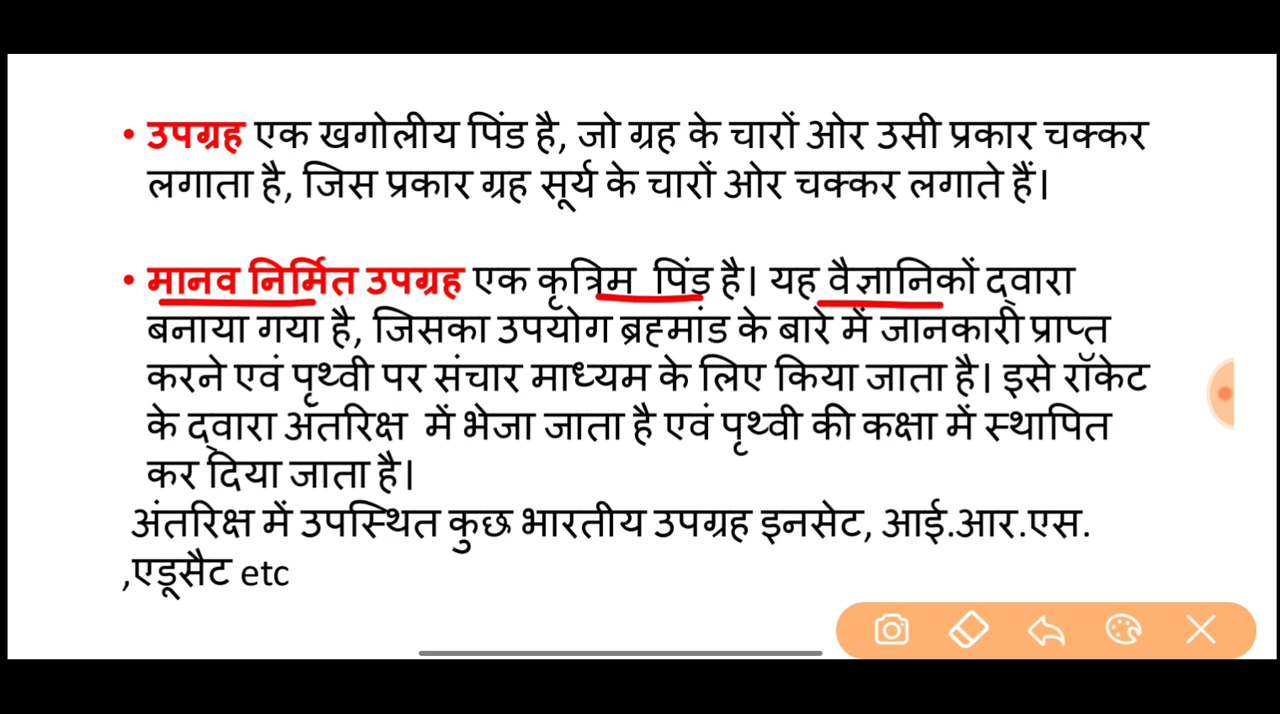 • उपग्रह एक खगोलीय पिंड है, जो ग्रह के चारों ओर उसी प्रकार चक्कर
लगाता है, जिस प्रकार ग्रह सूर्य के चारों ओर चक्कर लगाते हैं।
• मानव निर्मित उपग्रह एक कृत्रिम पिंड है। यह वैज्ञानिकों द्वारा
बनाया गया है, जिसका उपयोग ब्रह्मांड के बारे में जानकारी प्राप्त
करने एवं पृथ्वी पर संचार माध्यम के लिए किया जाता है। इसे रॉकेट
के द्वारा अंतरिक्ष में भेजा जाता है एवं पृथ्वी की कक्षा में स्थापित
कर दिया जाता है।
अंतरिक्ष में उपस्थित कुछ भारतीय उपग्रह इनसेट, आई.आर.एस.
,एडूसैट etc